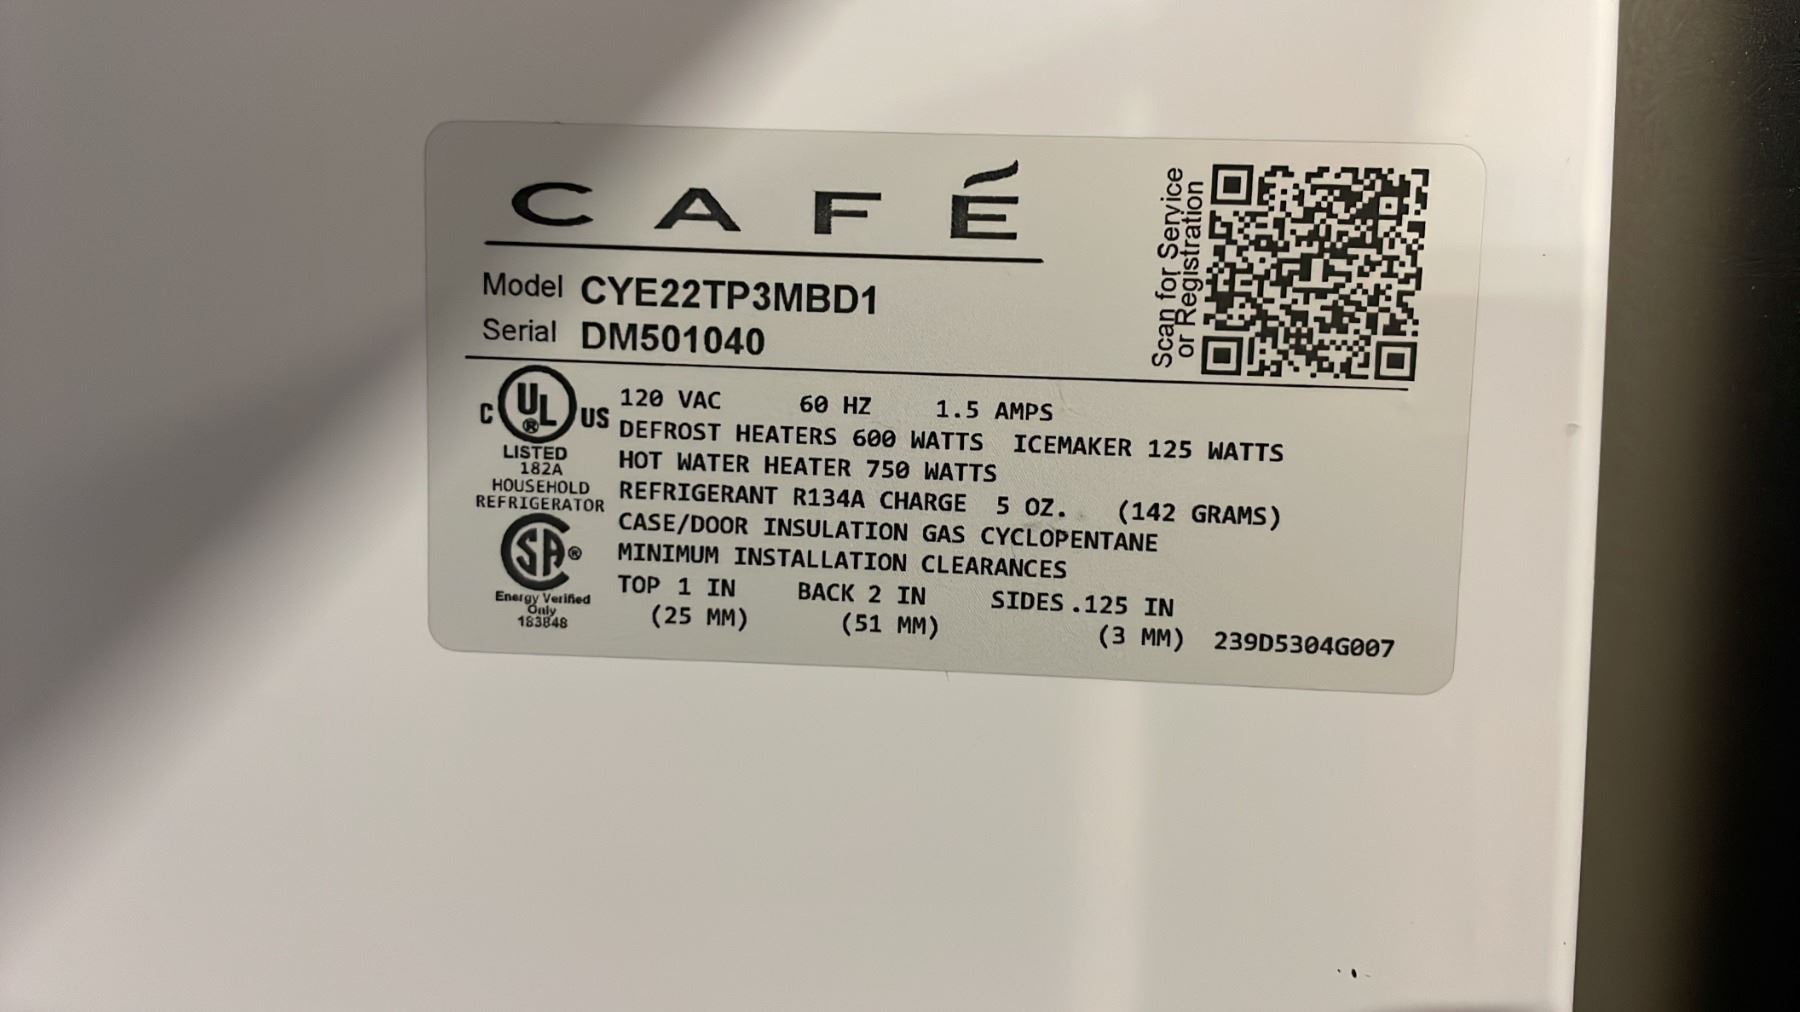 CAFÉ
Scan for Service
or Registration
Model CYE22TP3MBD1
Serial DM501040
C UL ® US
LISTED
182A
HOUSEHOLD
REFRIGERATOR
SA ®
Energy Verified
Only
183848
120 VAC 60 HZ 1.5 AMPS
DEFROST HEATERS 600 WATTS ICEMAKER 125 WATTS
HOT WATER HEATER 750 WATTS
REFRIGERANT R134A CHARGE 5 OZ. (142 GRAMS)
CASE/DOOR INSULATION GAS CYCLOPENTANE
MINIMUM INSTALLATION CLEARANCES
TOP 1 IN BACK 2 IN SIDES .125 IN
(25 MM) (51 MM) (3 MM) 239D5304G007